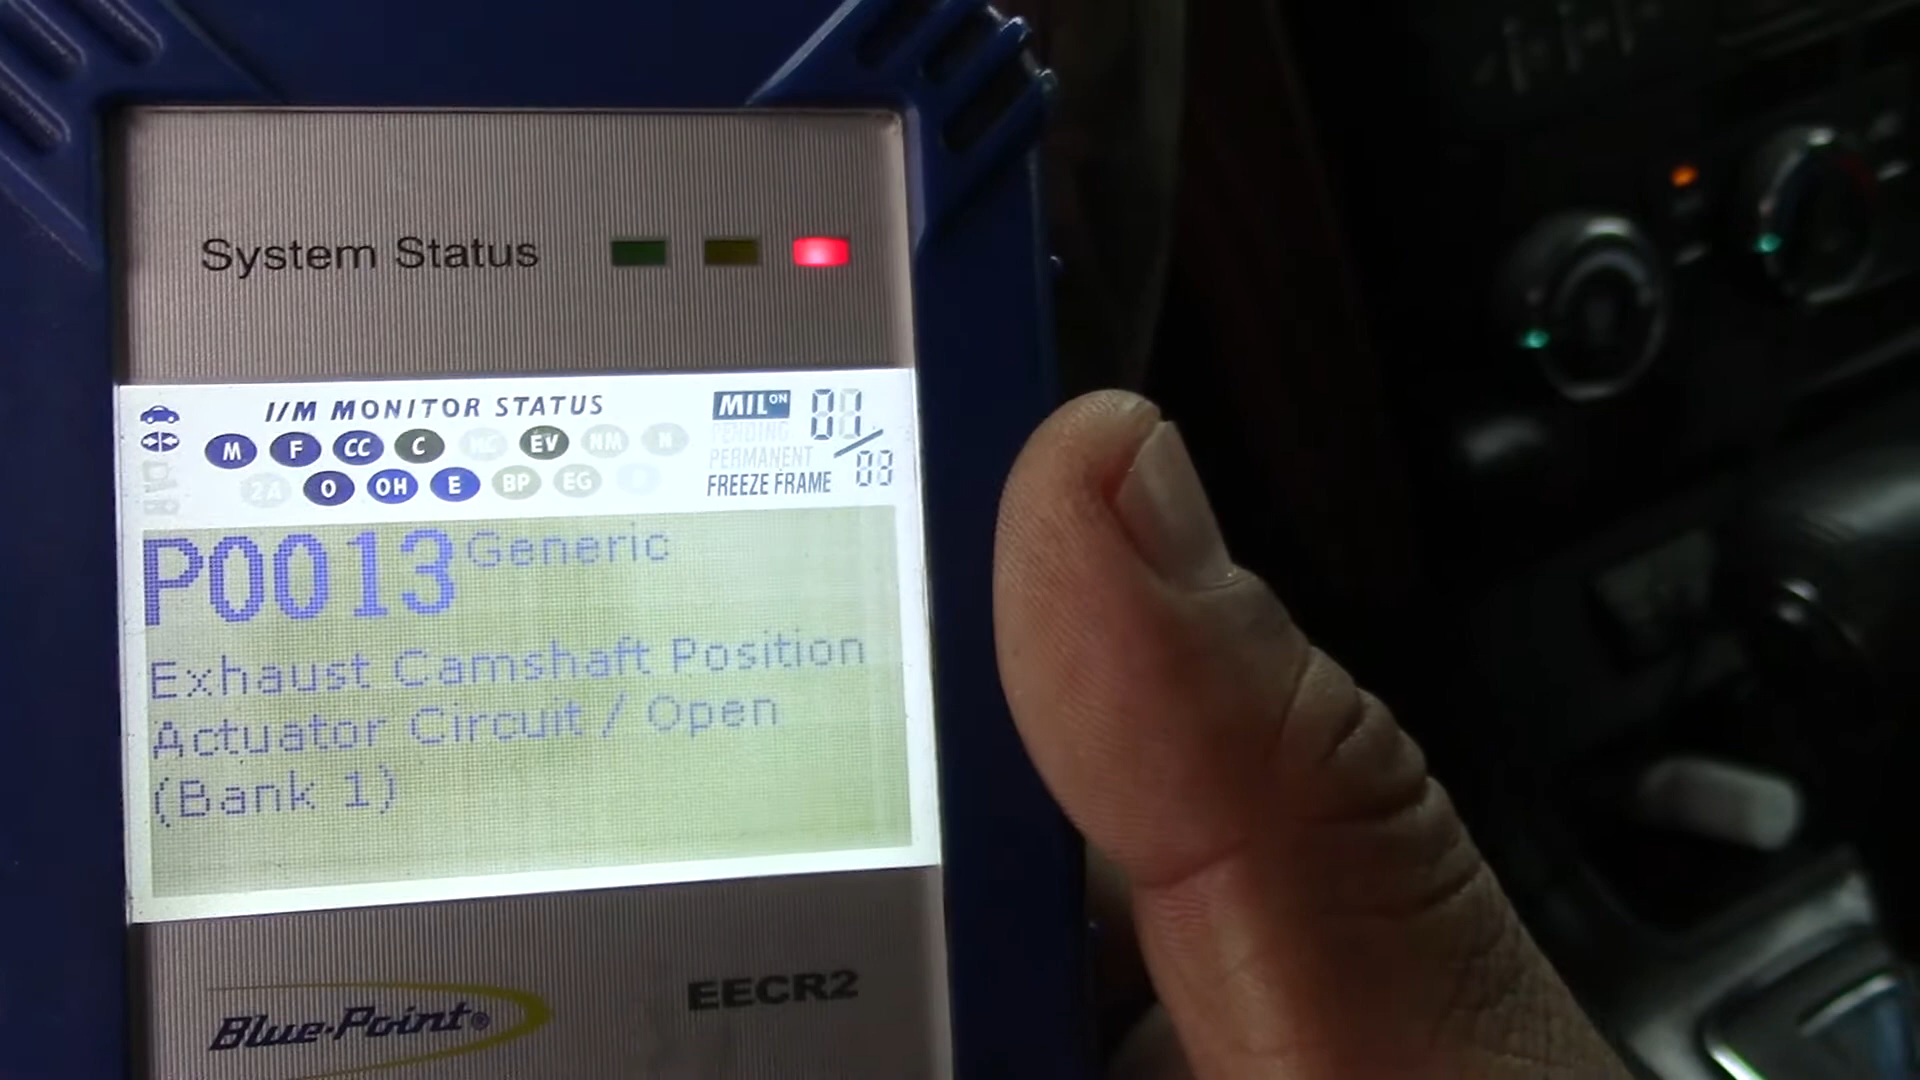 System Status
I/M MONITOR STATUS
MIL ON 01
PENDING
M F CC C EV NM
PERMANENT
FREEZE FRAME 03
2A O OH E BP EG
P0013 Generic
Exhaust Camshaft Position
Actuator Circuit / Open
(Bank 1)
Blue-Point®
EECR2